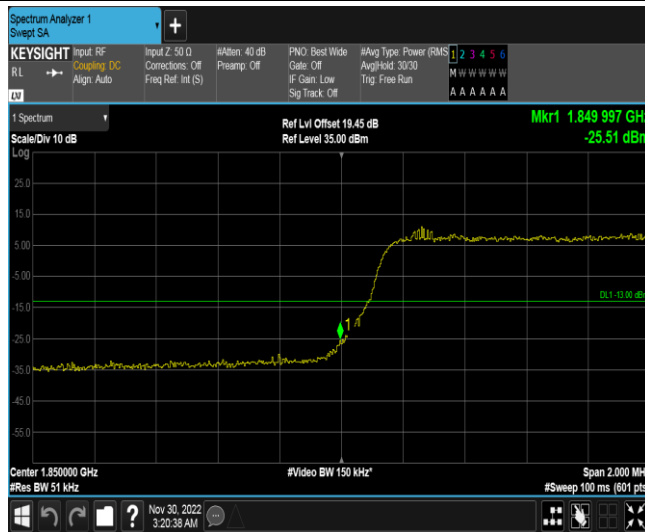 Spectrum Analyzer 1
Swept SA
KEYSIGHT
RL
LXI
Input: RF
Coupling: DC
Align: Auto
Input Z: 50 Ω
Corrections: Off
Freq Ref: Int (S)
#Atten: 40 dB
Preamp: Off
PNO: Best Wide
Gate: Off
IF Gain: Low
Sig Track: Off
#Avg Type: Power (RMS
Avg|Hold: 30/30
Trig: Free Run
1 2 3 4 5 6
M W W W W W
A A A A A A
1 Spectrum
Scale/Div 10 dB
Log
Ref Lvl Offset 19.45 dB
Ref Level 35.00 dBm
Mkr1 1.849 997 GHz
-25.51 dBm
25.0
15.0
5.00
-5.00
-15.0
-25.0
-35.0
-45.0
-55.0
DL1 -13.00 dBm
1
Center 1.850000 GHz
#Res BW 51 kHz
#Video BW 150 kHz*
Span 2.000 MH
#Sweep 100 ms (601 pts
Nov 30, 2022
3:20:38 AM